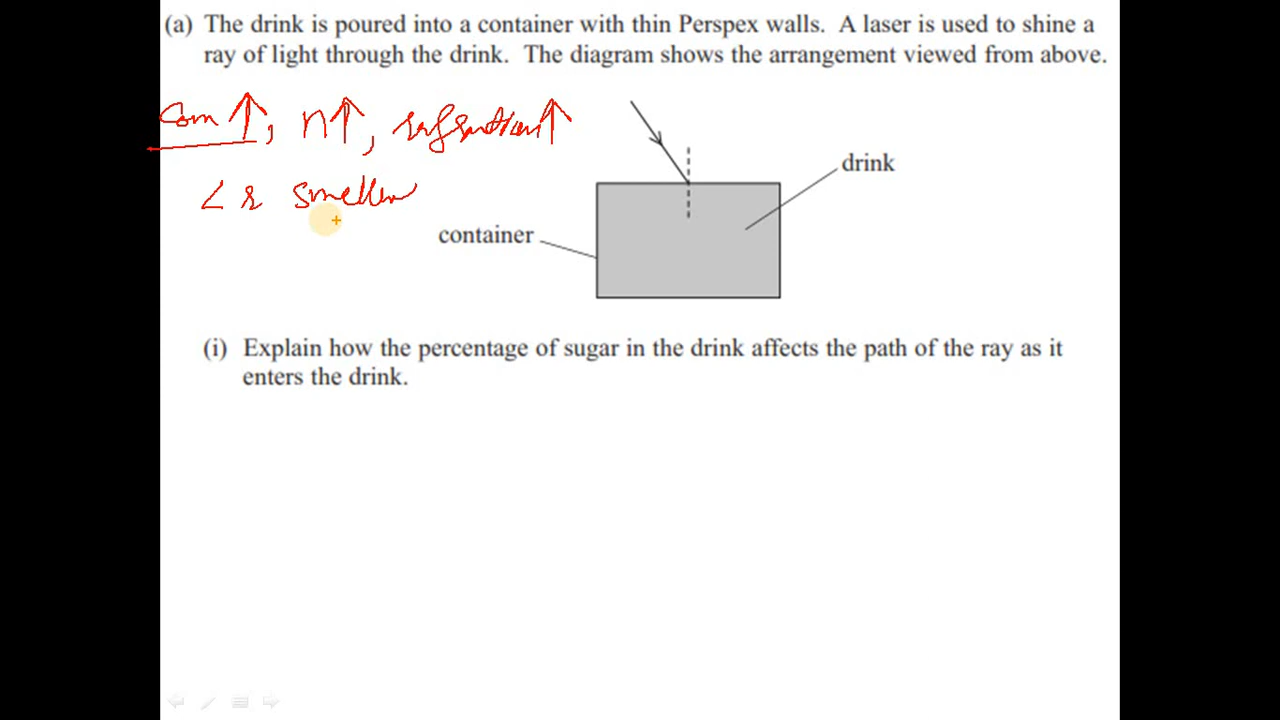 (a) The drink is poured into a container with thin Perspex walls. A laser is used to shine a
ray of light through the drink. The diagram shows the arrangement viewed from above.
n↑, refraction↑
∠ r smaller
drink
container
(i) Explain how the percentage of sugar in the drink affects the path of the ray as it
enters the drink.